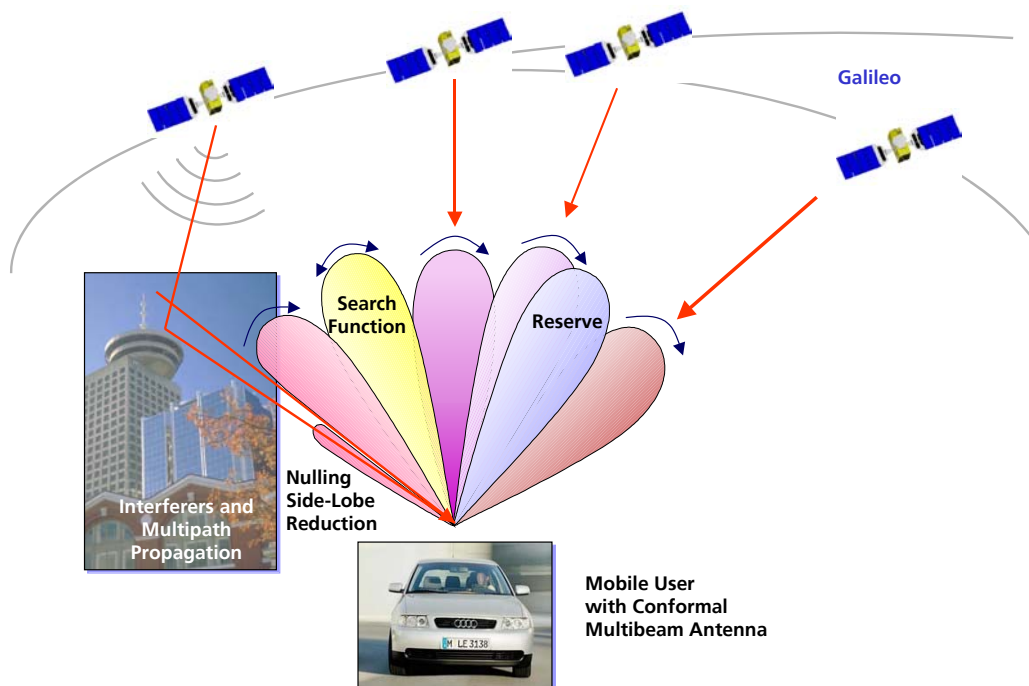 Galileo
Search
Function
Reserve
Nulling
Side-Lobe
Reduction
Interferers and
Multipath
Propagation
Mobile User
with Conformal
Multibeam Antenna
M LE 3138